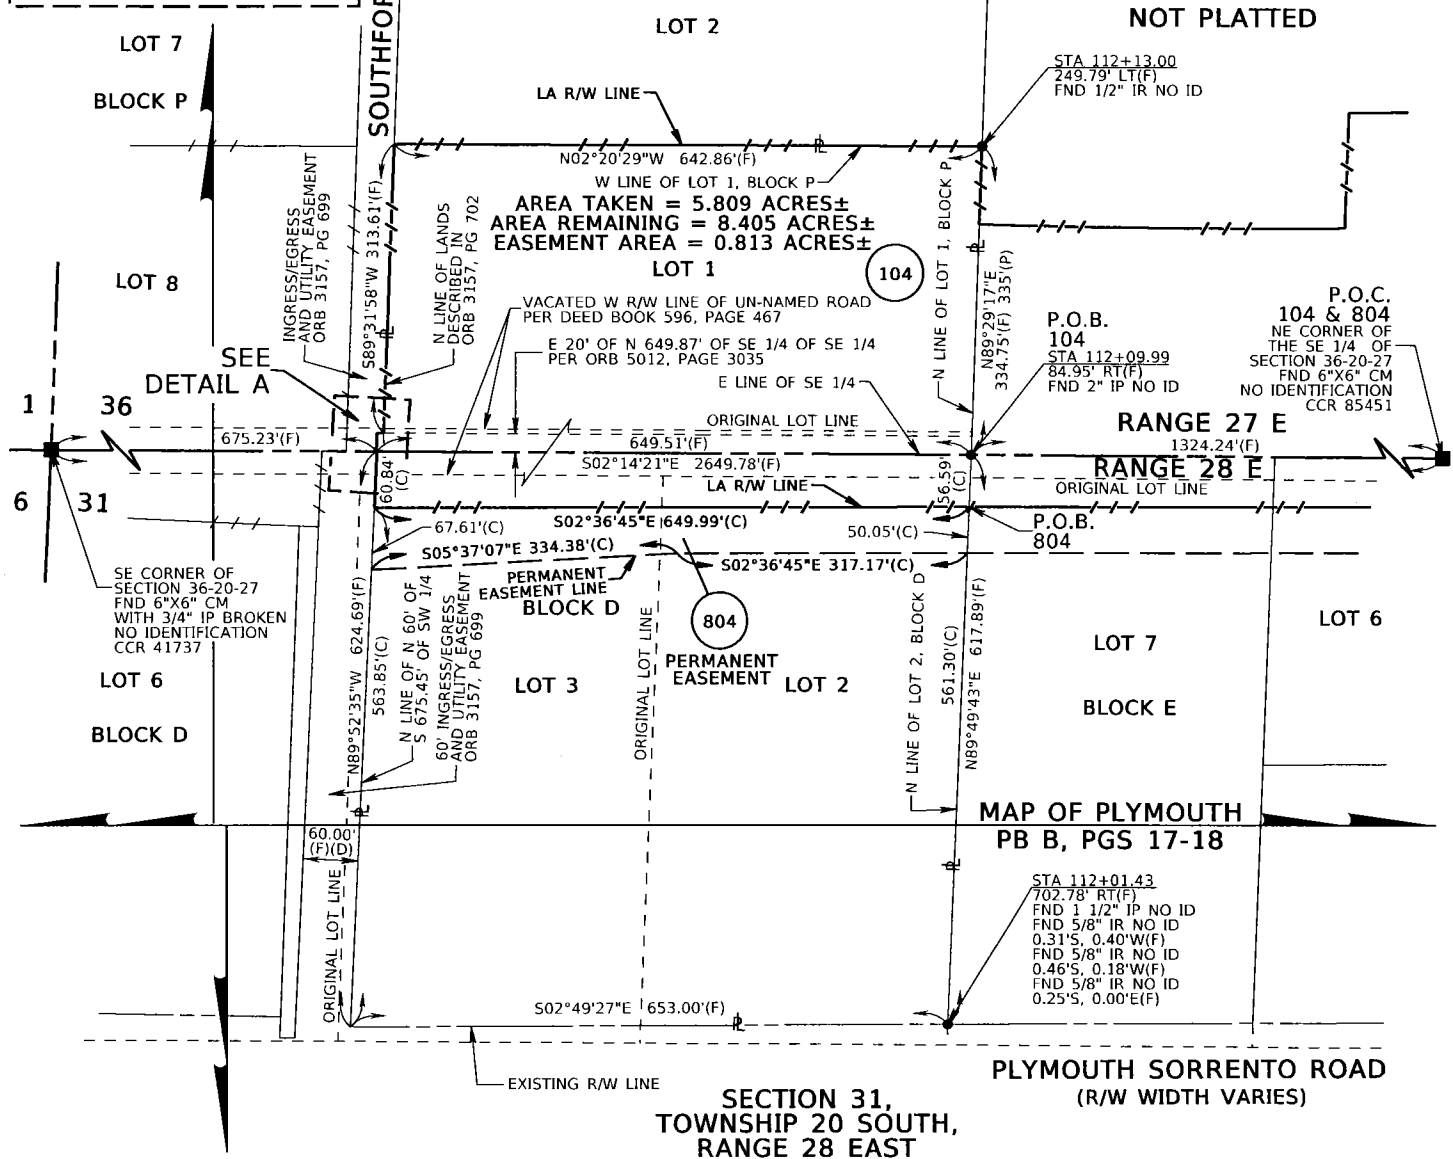 LOT 7
BLOCK P
SOUTHFOR
LOT 2
NOT PLATTED
STA 112+13.00
249.79' LT(F)
FND 1/2" IR NO ID
LA R/W LINE
N02°20'29"W 642.86'(F)
W LINE OF LOT 1, BLOCK P
AREA TAKEN = 5.809 ACRES±
AREA REMAINING = 8.405 ACRES±
EASEMENT AREA = 0.813 ACRES±
LOT 1
104
INGRESS/EGRESS
AND UTILITY EASEMENT
ORB 3157, PG 699
S89°31'58"W 313.61'(F)
N LINE OF LANDS
DESCRIBED IN
ORB 3157, PG 702
N LINE OF LOT 1, BLOCK P
N89°29'17"E
334.75'(F) 335'(P)
LOT 8
VACATED W R/W LINE OF UN-NAMED ROAD
PER DEED BOOK 596, PAGE 467
E 20' OF N 649.87' OF SE 1/4 OF SE 1/4
PER ORB 5012, PAGE 3035
E LINE OF SE 1/4
P.O.B.
104
STA 112+09.99
84.95' RT(F)
FND 2" IP NO ID
P.O.C.
104 & 804
NE CORNER OF
THE SE 1/4 OF
SECTION 36-20-27
FND 6"X6" CM
NO IDENTIFICATION
CCR 85451
SEE
DETAIL A
1
36
6
31
675.23'(F)
ORIGINAL LOT LINE
649.51'(F)
S02°14'21"E 2649.78'(F)
RANGE 27 E
1324.24'(F)
RANGE 28 E
ORIGINAL LOT LINE
60.84'
(C)
LA R/W LINE
56.59'
(C)
67.61'(C)
S02°36'45"E 649.99'(C)
50.05'(C)
P.O.B.
804
S05°37'07"E 334.38'(C)
S02°36'45"E 317.17'(C)
PERMANENT
EASEMENT LINE
BLOCK D
804
PERMANENT
EASEMENT
SE CORNER OF
SECTION 36-20-27
FND 6"X6" CM
WITH 3/4" IP BROKEN
NO IDENTIFICATION
CCR 41737
LOT 6
BLOCK D
N89°52'35"W 624.69'(F)
563.85'(C)
N LINE OF N 60' OF
S 675.45' OF SW 1/4
60' INGRESS/EGRESS
AND UTILITY EASEMENT
ORB 3157, PG 699
LOT 3
ORIGINAL LOT LINE
LOT 2
N LINE OF LOT 2, BLOCK D
561.30'(C)
N89°49'43"E 617.89'(F)
LOT 7
BLOCK E
LOT 6
MAP OF PLYMOUTH
PB B, PGS 17-18
60.00'
(F)(D)
ORIGINAL LOT LINE
STA 112+01.43
702.78' RT(F)
FND 1 1/2" IP NO ID
FND 5/8" IR NO ID
0.31'S, 0.40'W(F)
FND 5/8" IR NO ID
0.46'S, 0.18'W(F)
FND 5/8" IR NO ID
0.25'S, 0.00'E(F)
S02°49'27"E 653.00'(F)
EXISTING R/W LINE
PLYMOUTH SORRENTO ROAD
(R/W WIDTH VARIES)
SECTION 31,
TOWNSHIP 20 SOUTH,
RANGE 28 EAST